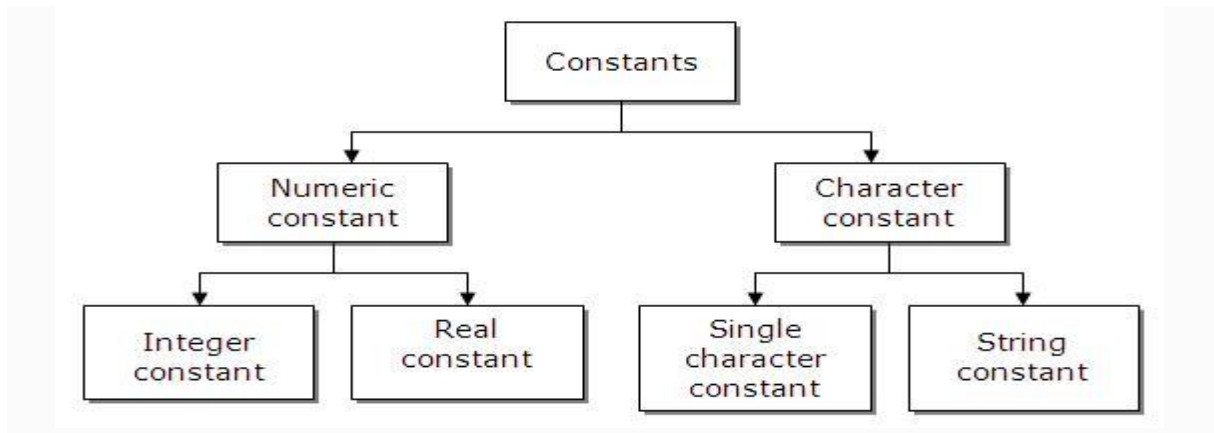 Constants
Numeric
constant
Character
constant
Integer
constant
Real
constant
Single
character
constant
String
constant